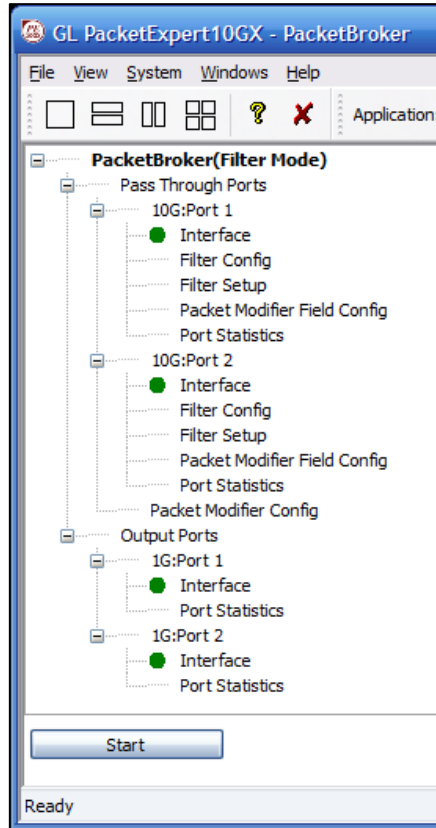 GL PacketExpert10GX - PacketBroker
File View System Windows Help
Application
PacketBroker(Filter Mode)
Pass Through Ports
10G:Port 1
Interface
Filter Config
Filter Setup
Packet Modifier Field Config
Port Statistics
10G:Port 2
Interface
Filter Config
Filter Setup
Packet Modifier Field Config
Port Statistics
Packet Modifier Config
Output Ports
1G:Port 1
Interface
Port Statistics
1G:Port 2
Interface
Port Statistics
Start
Ready